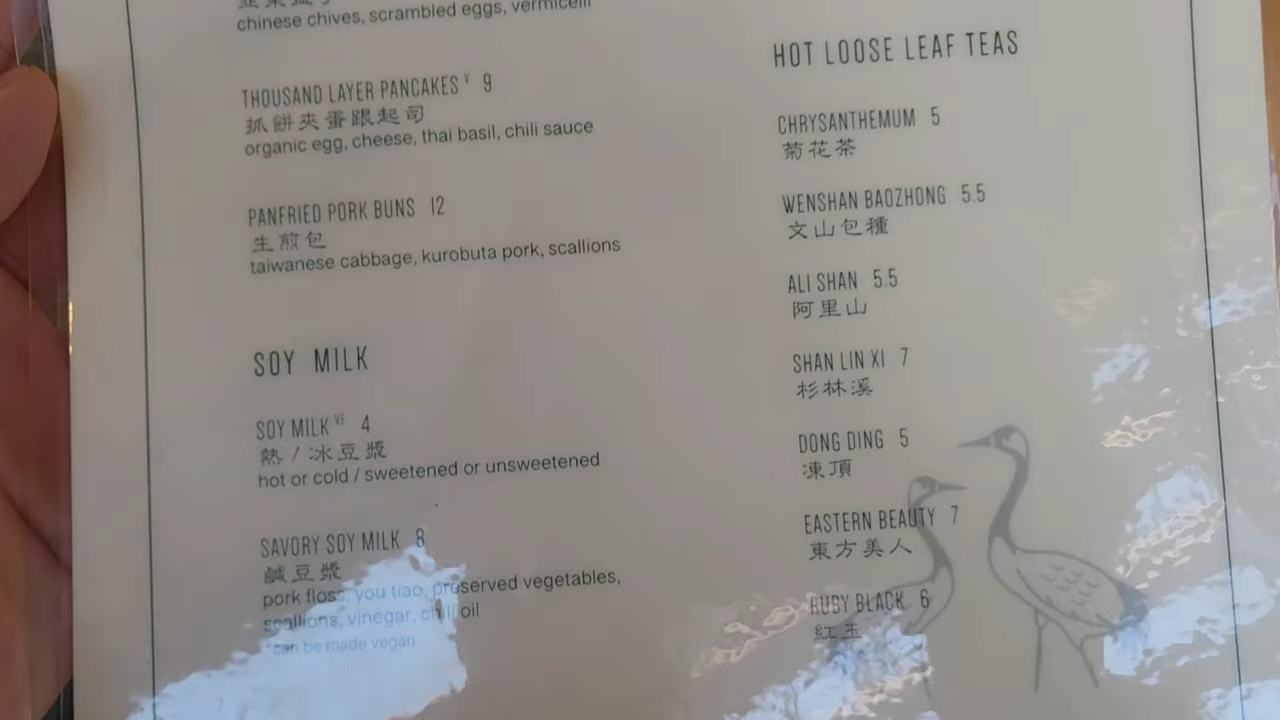 chinese chives, scrambled eggs, vermicelli
THOUSAND LAYER PANCAKES V 9
抓餅夾蛋跟起司
organic egg, cheese, thai basil, chili sauce
PANFRIED PORK BUNS 12
生煎包
taiwanese cabbage, kurobuta pork, scallions
SOY MILK
SOY MILK VE 4
熱 / 冰豆漿
hot or cold / sweetened or unsweetened
SAVORY SOY MILK 8
鹹豆漿
pork floss, you tiao, preserved vegetables,
scallions, vinegar, chili oil
*can be made vegan
HOT LOOSE LEAF TEAS
CHRYSANTHEMUM 5
菊花茶
WENSHAN BAOZHONG 5.5
文山包種
ALI SHAN 5.5
阿里山
SHAN LIN XI 7
杉林溪
DONG DING 5
凍頂
EASTERN BEAUTY 7
東方美人
RUBY BLACK 6
紅玉